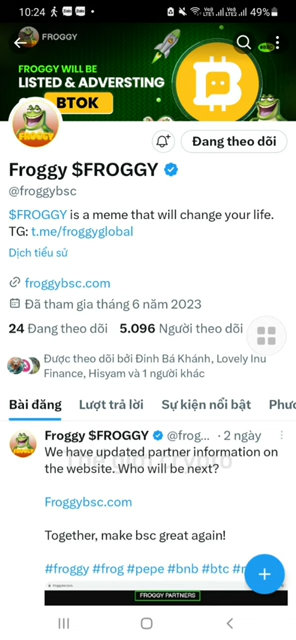 10:24
49%
FROGGY
FROGGY WILL BE
LISTED & ADVERSTING
BTOK
Đang theo dõi
Froggy $FROGGY
@froggybsc
$FROGGY is a meme that will change your life.
TG: t.me/froggyglobal
Dịch tiểu sử
froggybsc.com
Đã tham gia tháng 6 năm 2023
24 Đang theo dõi 5.096 Người theo dõi
Được theo dõi bởi Đinh Bá Khánh, Lovely Inu
Finance, Hisyam và 1 người khác
Bài đăng Lượt trả lời Sự kiện nổi bật Phươ
Froggy $FROGGY @frog... · 2 ngày
We have updated partner information on
the website. Who will be next?
Froggybsc.com
Together, make bsc great again!
#froggy #frog #pepe #bnb #btc
FROGGY PARTNERS